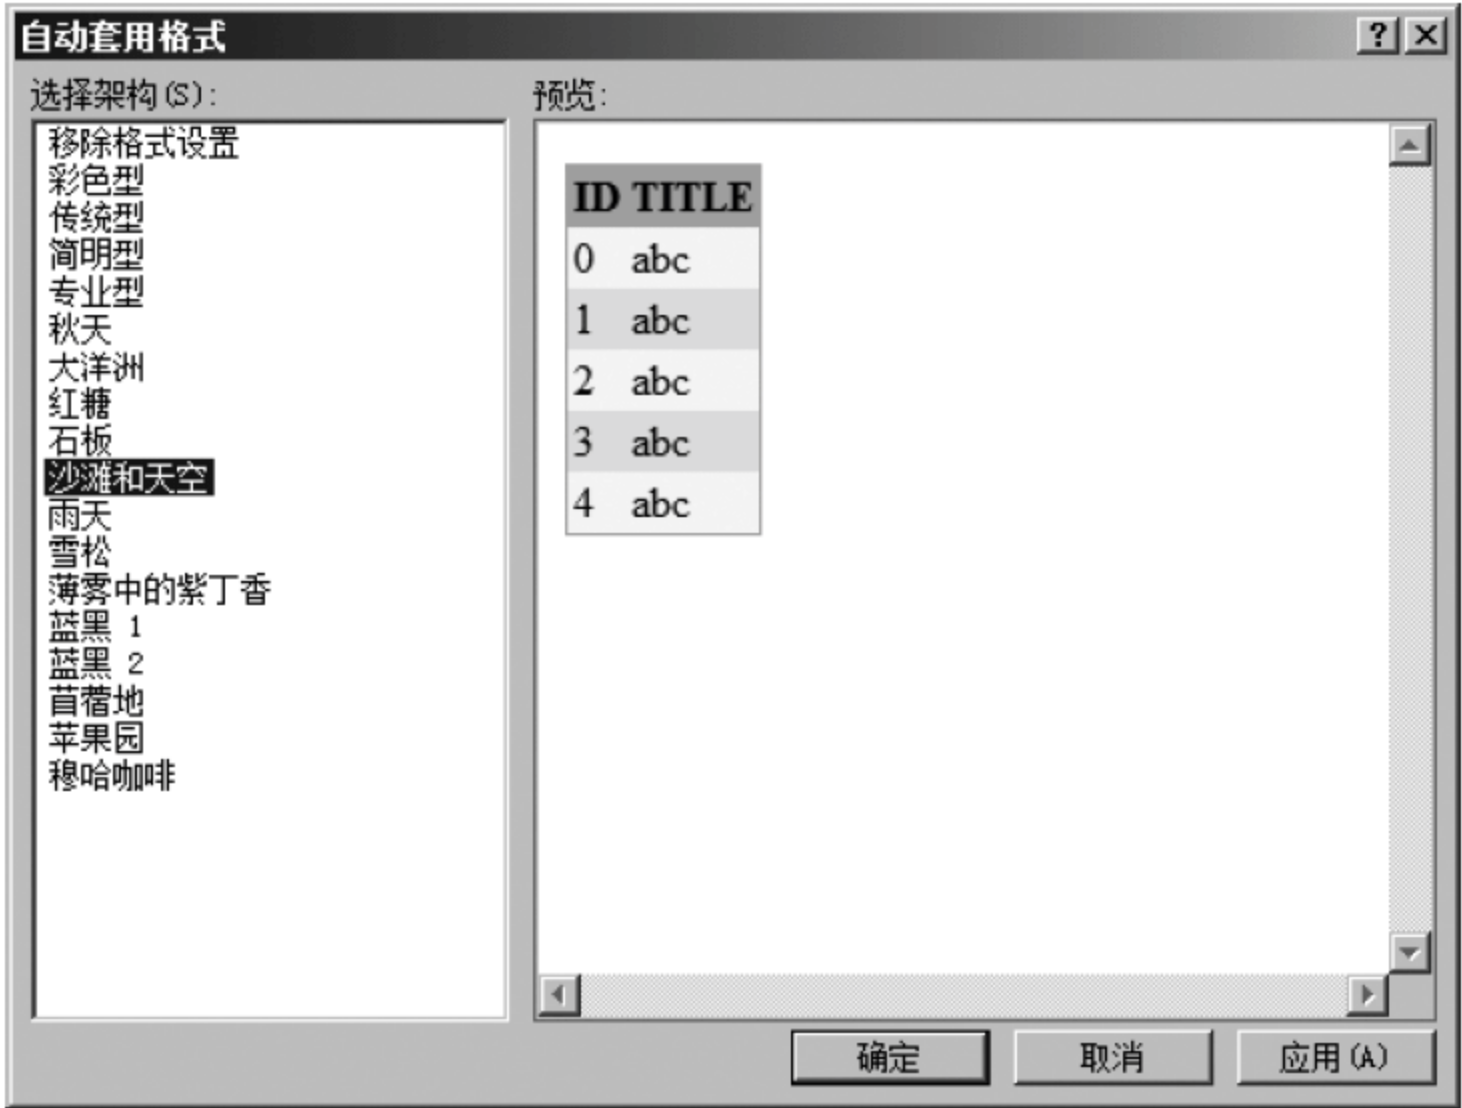 自动套用格式
选择架构(S):
移除格式设置
彩色型
传统型
简明型
专业型
秋天
大洋洲
红糖
石板
沙滩和天空
雨天
雪松
薄雾中的紫丁香
蓝黑 1
蓝黑 2
苜蓿地
苹果园
穆哈咖啡
预览:
ID TITLE
0 abc
1 abc
2 abc
3 abc
4 abc
确定 取消 应用(A)